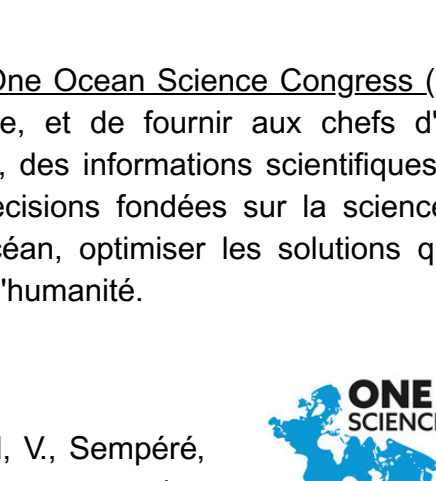 One Ocean Science Congress (
e, et de fournir aux chefs d'
, des informations scientifiques
écisions fondées sur la science
céan, optimiser les solutions q
l'humanité.
ONE
SCIENC
, V., Sempéré,